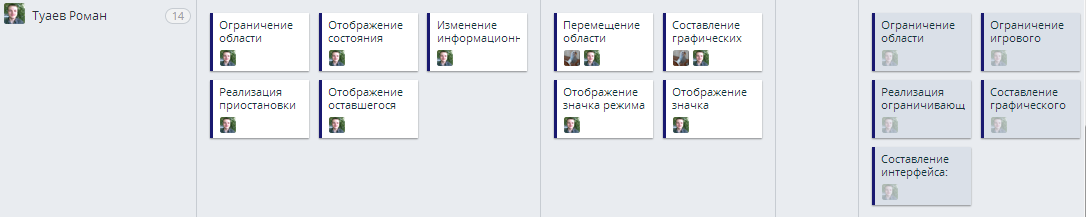 Туаев Роман 14
Ограничение
области
Отображение
состояния
Изменение
информационн
Реализация
приостановки
Отображение
оставшегося
Перемещение
области
Составление
графических
Отображение
значка режима
Отображение
значка
Ограничение
области
Ограничение
игрового
Реализация
ограничивающ
Составление
графического
Составление
интерфейса: